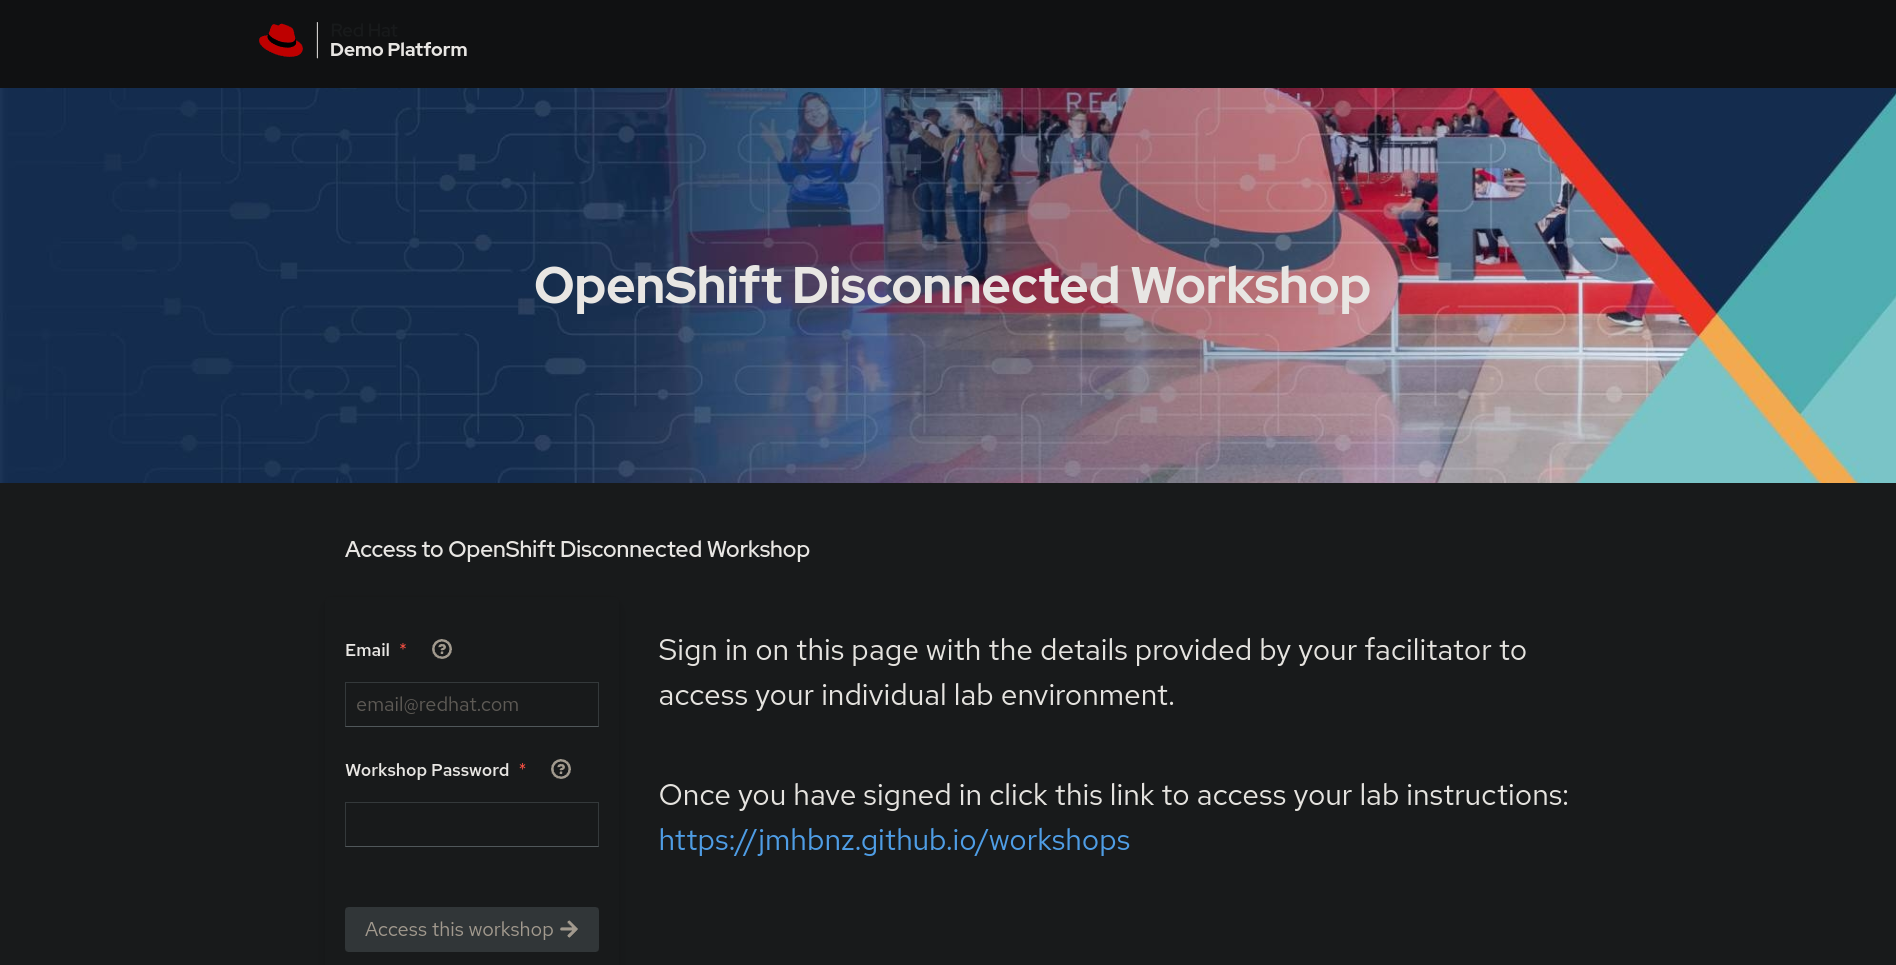 Red Hat
Demo Platform
OpenShift Disconnected Workshop
Access to OpenShift Disconnected Workshop
Email *
email@redhat.com
Workshop Password *
Access this workshop
Sign in on this page with the details provided by your facilitator to
access your individual lab environment.
Once you have signed in click this link to access your lab instructions:
https://jmhbnz.github.io/workshops